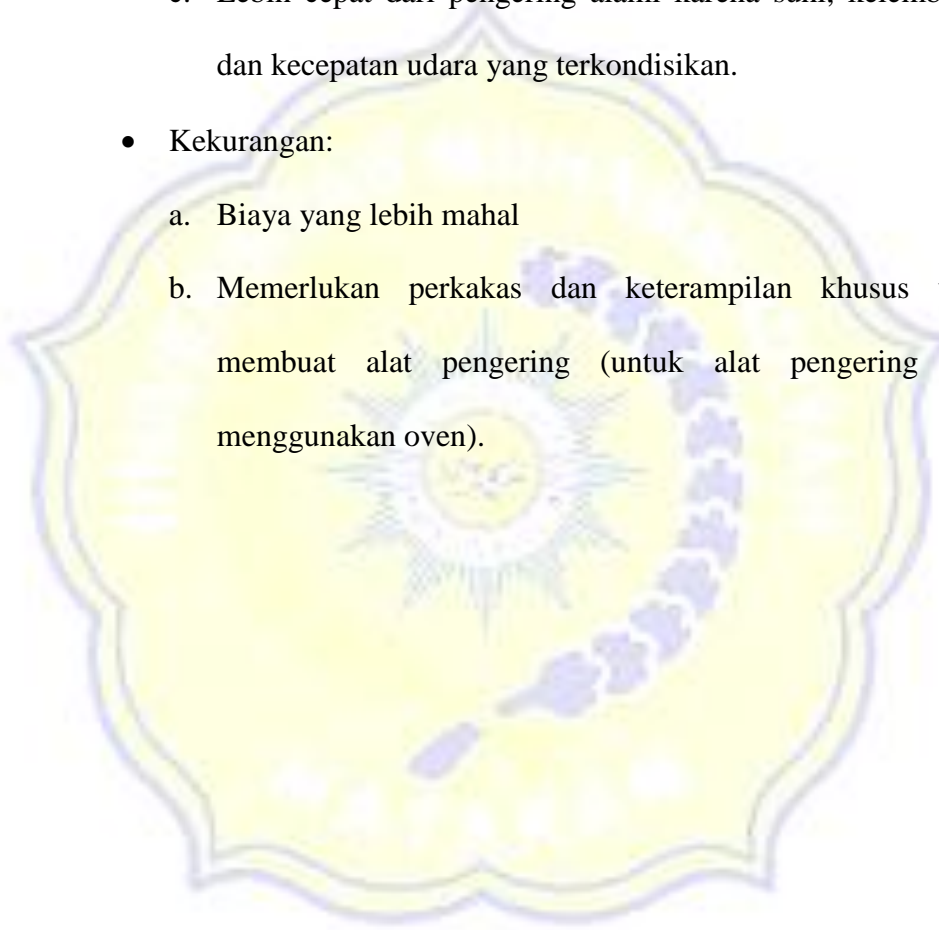 dan kecepatan udara yang terkondisikan.
• Kekurangan:
a. Biaya yang lebih mahal
b. Memerlukan perkakas dan keterampilan khusus
membuat alat pengering (untuk alat pengering
menggunakan oven).